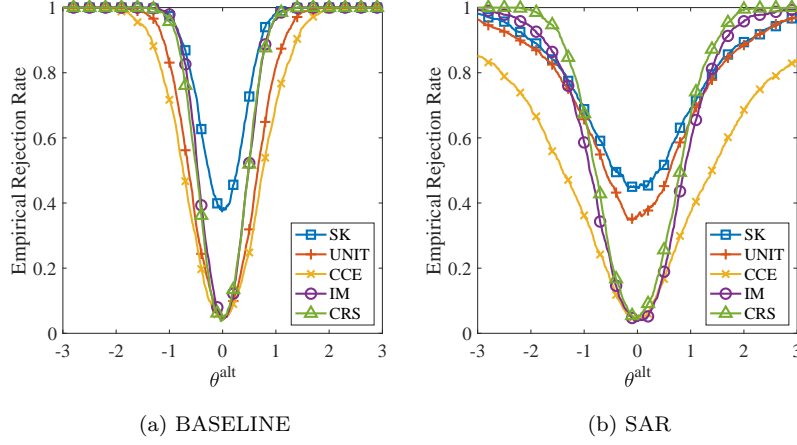 Empirical Rejection Rate
1
0.8
0.6
0.4
0.2
0
-3 -2 -1 0 1 2 3
θ^alt
SK
UNIT
CCE
IM
CRS
(a) BASELINE
Empirical Rejection Rate
1
0.8
0.6
0.4
0.2
0
-3 -2 -1 0 1 2 3
θ^alt
SK
UNIT
CCE
IM
CRS
(b) SAR